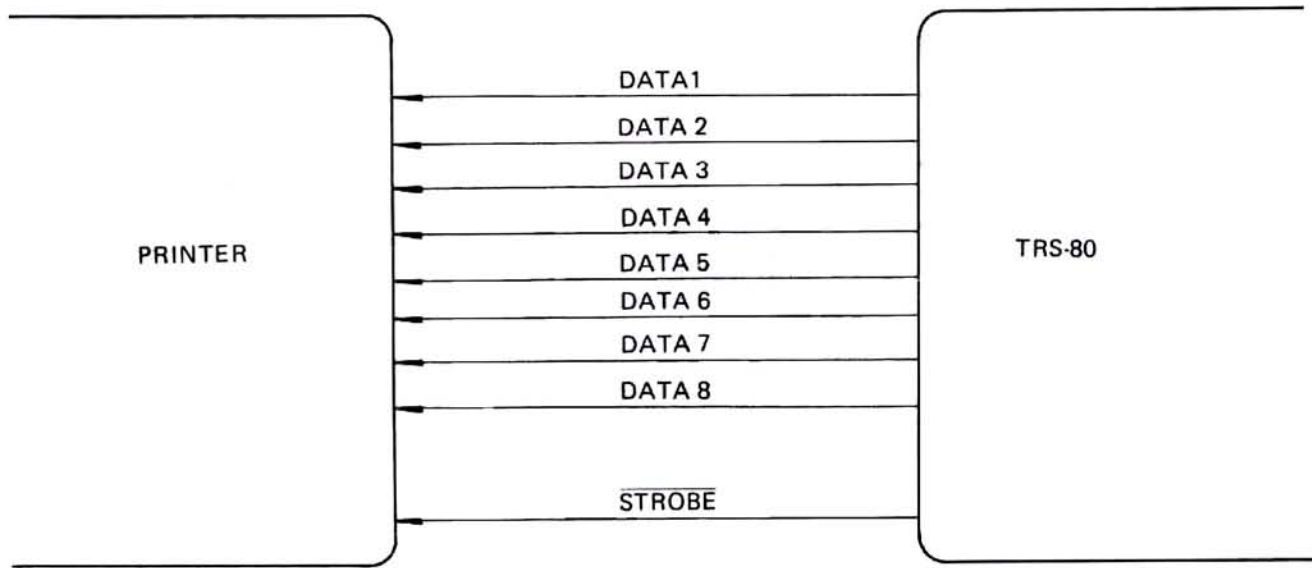 DATA1
DATA 2
DATA 3
DATA 4
PRINTER
TRS-80
DATA 5
DATA 6
DATA 7
DATA 8
STROBE